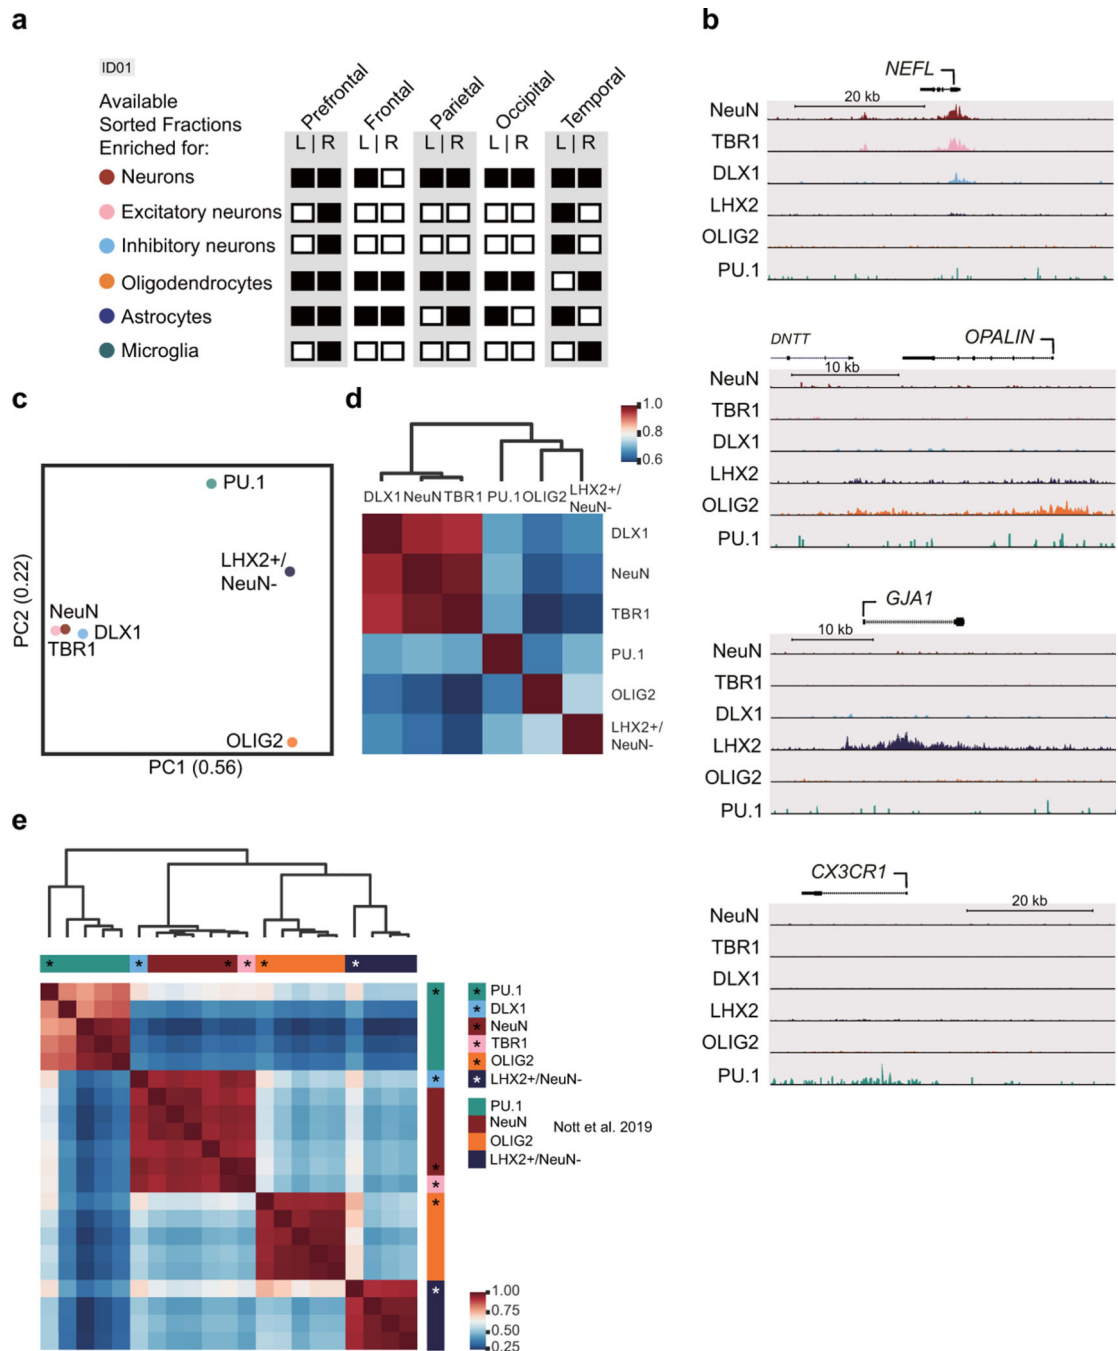 a
ID01
Available
Sorted Fractions
Enriched for:
Prefrontal
Frontal
Parietal
Occipital
Temporal
L | R
L | R
L | R
L | R
L | R
Neurons
Excitatory neurons
Inhibitory neurons
Oligodendrocytes
Astrocytes
Microglia
b
NEFL
20 kb
NeuN
TBR1
DLX1
LHX2
OLIG2
PU.1
DNTT
OPALIN
10 kb
NeuN
TBR1
DLX1
LHX2
OLIG2
PU.1
GJA1
10 kb
NeuN
TBR1
DLX1
LHX2
OLIG2
PU.1
CX3CR1
20 kb
NeuN
TBR1
DLX1
LHX2
OLIG2
PU.1
c
PU.1
LHX2+/
NeuN-
NeuN
DLX1
TBR1
OLIG2
PC2 (0.22)
PC1 (0.56)
d
1.0
0.8
0.6
DLX1 NeuN TBR1 PU.1 OLIG2 LHX2+/
NeuN-
DLX1
NeuN
TBR1
PU.1
OLIG2
LHX2+/
NeuN-
e
* * * * * *
*
*
*
*
*
*
* PU.1
* DLX1
* NeuN
* TBR1
* OLIG2
* LHX2+/NeuN-
PU.1
NeuN
OLIG2
LHX2+/NeuN-
Nott et al. 2019
1.00
0.75
0.50
0.25